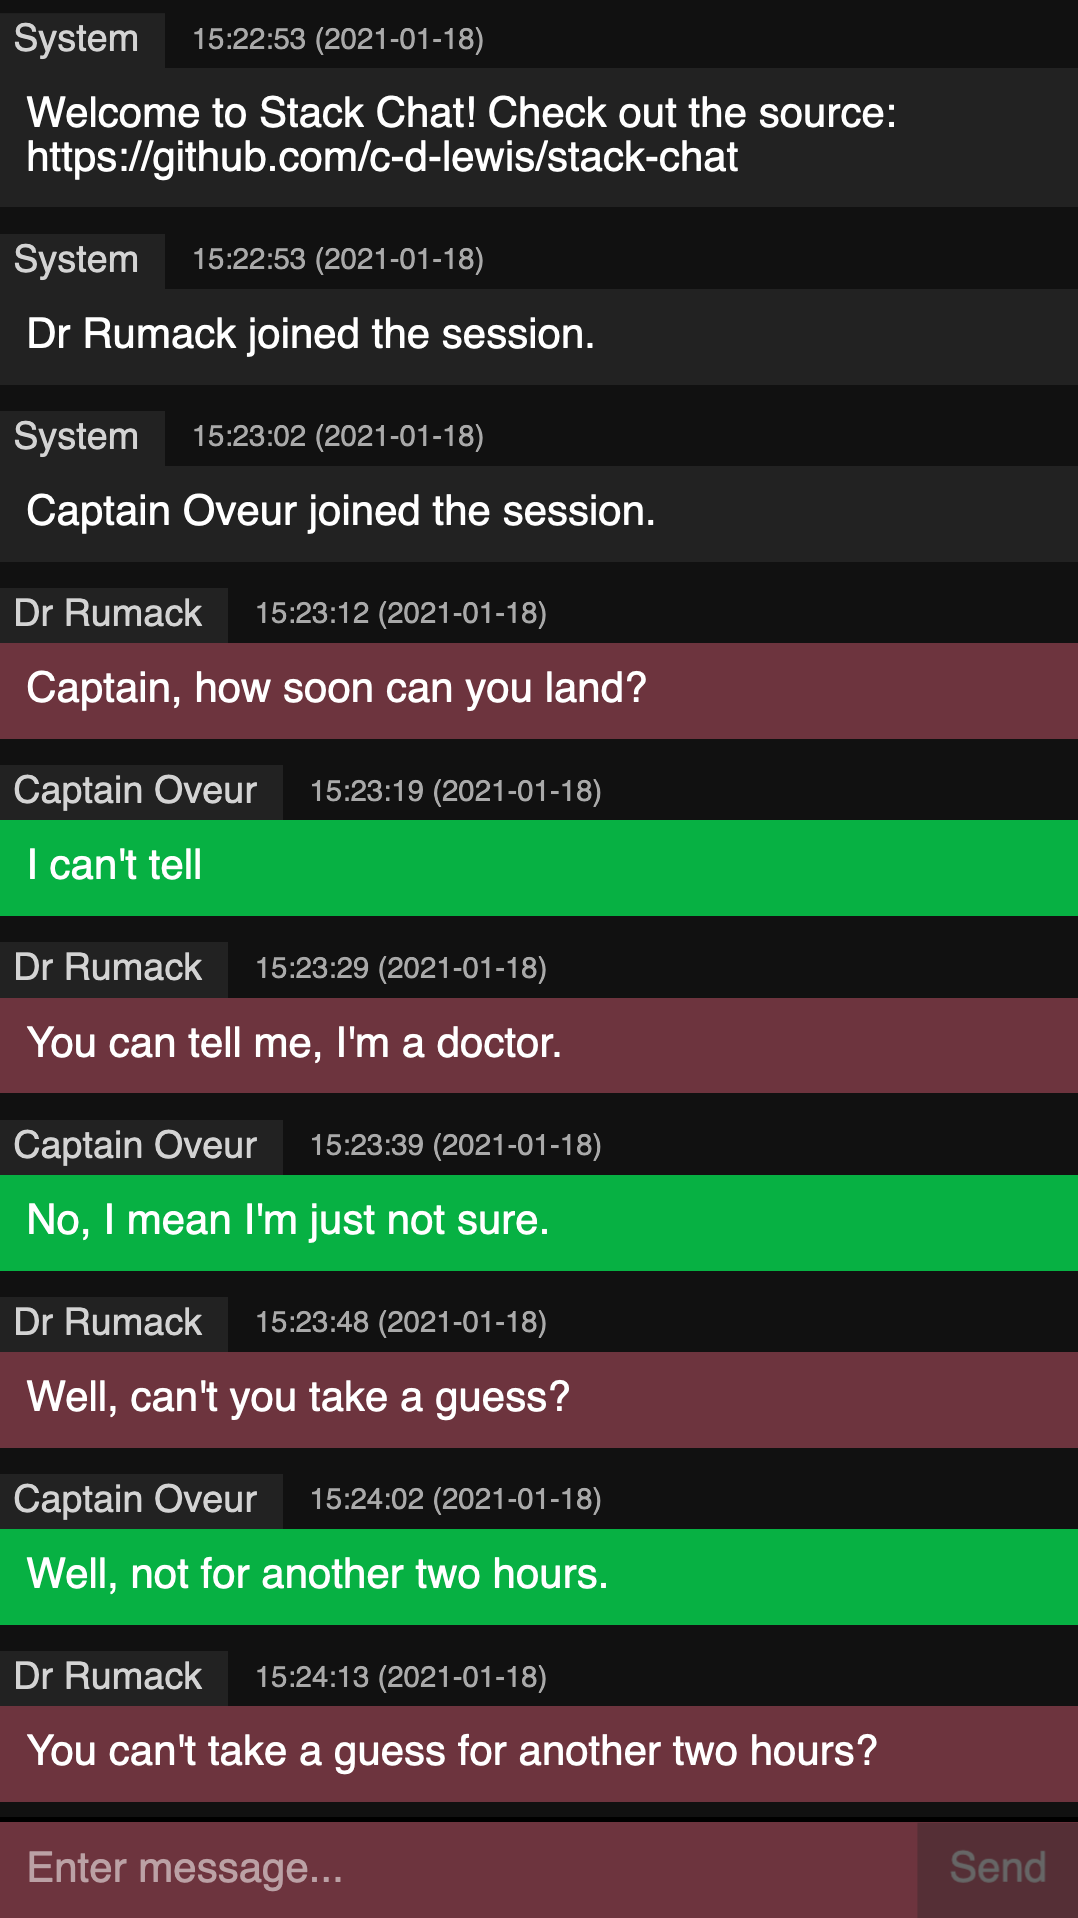 System 15:22:53 (2021-01-18)
Welcome to Stack Chat! Check out the source:
https://github.com/c-d-lewis/stack-chat
System 15:22:53 (2021-01-18)
Dr Rumack joined the session.
System 15:23:02 (2021-01-18)
Captain Oveur joined the session.
Dr Rumack 15:23:12 (2021-01-18)
Captain, how soon can you land?
Captain Oveur 15:23:19 (2021-01-18)
I can't tell
Dr Rumack 15:23:29 (2021-01-18)
You can tell me, I'm a doctor.
Captain Oveur 15:23:39 (2021-01-18)
No, I mean I'm just not sure.
Dr Rumack 15:23:48 (2021-01-18)
Well, can't you take a guess?
Captain Oveur 15:24:02 (2021-01-18)
Well, not for another two hours.
Dr Rumack 15:24:13 (2021-01-18)
You can't take a guess for another two hours?
Enter message... Send